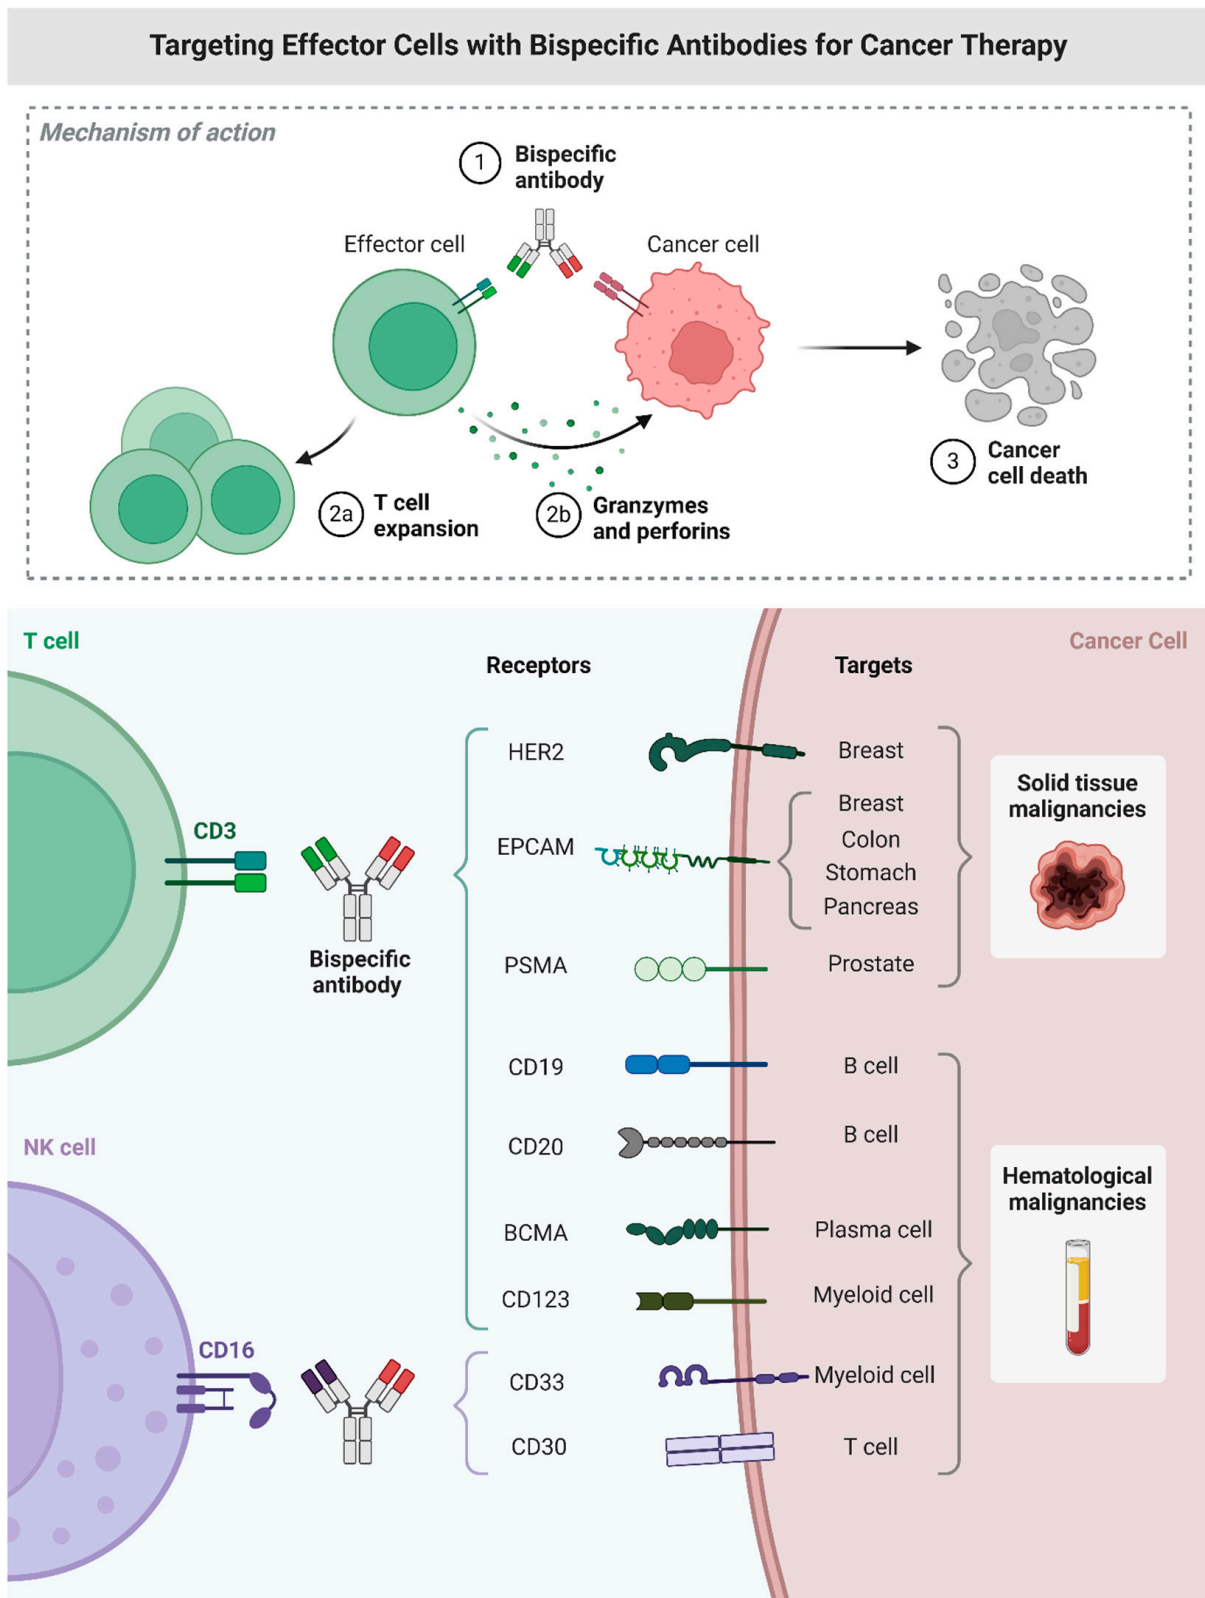 Targeting Effector Cells with Bispecific Antibodies for Cancer Therapy
Mechanism of action
1
Bispecific
antibody
Effector cell
Cancer cell
2a
T cell
expansion
2b
Granzymes
and perforins
3
Cancer
cell death
T cell
Cancer Cell
Receptors
Targets
HER2
Breast
EPCAM
Breast
Colon
Stomach
Pancreas
PSMA
Prostate
Solid tissue
malignancies
CD3
Bispecific
antibody
CD19
B cell
CD20
B cell
BCMA
Plasma cell
CD123
Myeloid cell
NK cell
CD16
CD33
Myeloid cell
CD30
T cell
Hematological
malignancies